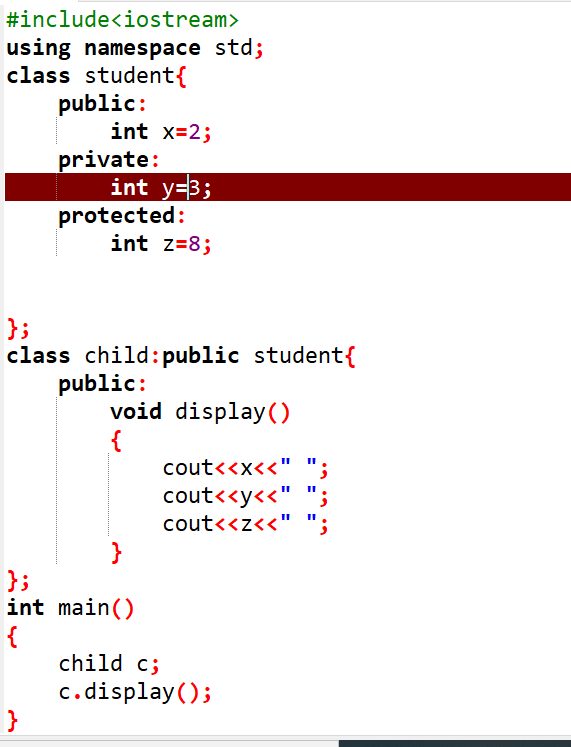 #include<iostream>
using namespace std;
class student{
    public:
        int x=2;
    private:
        int y=3;
    protected:
        int z=8;
};
class child:public student{
    public:
        void display()
        {
            cout<<x<<" ";
            cout<<y<<" ";
            cout<<z<<" ";
        }
};
int main()
{
    child c;
    c.display();
}